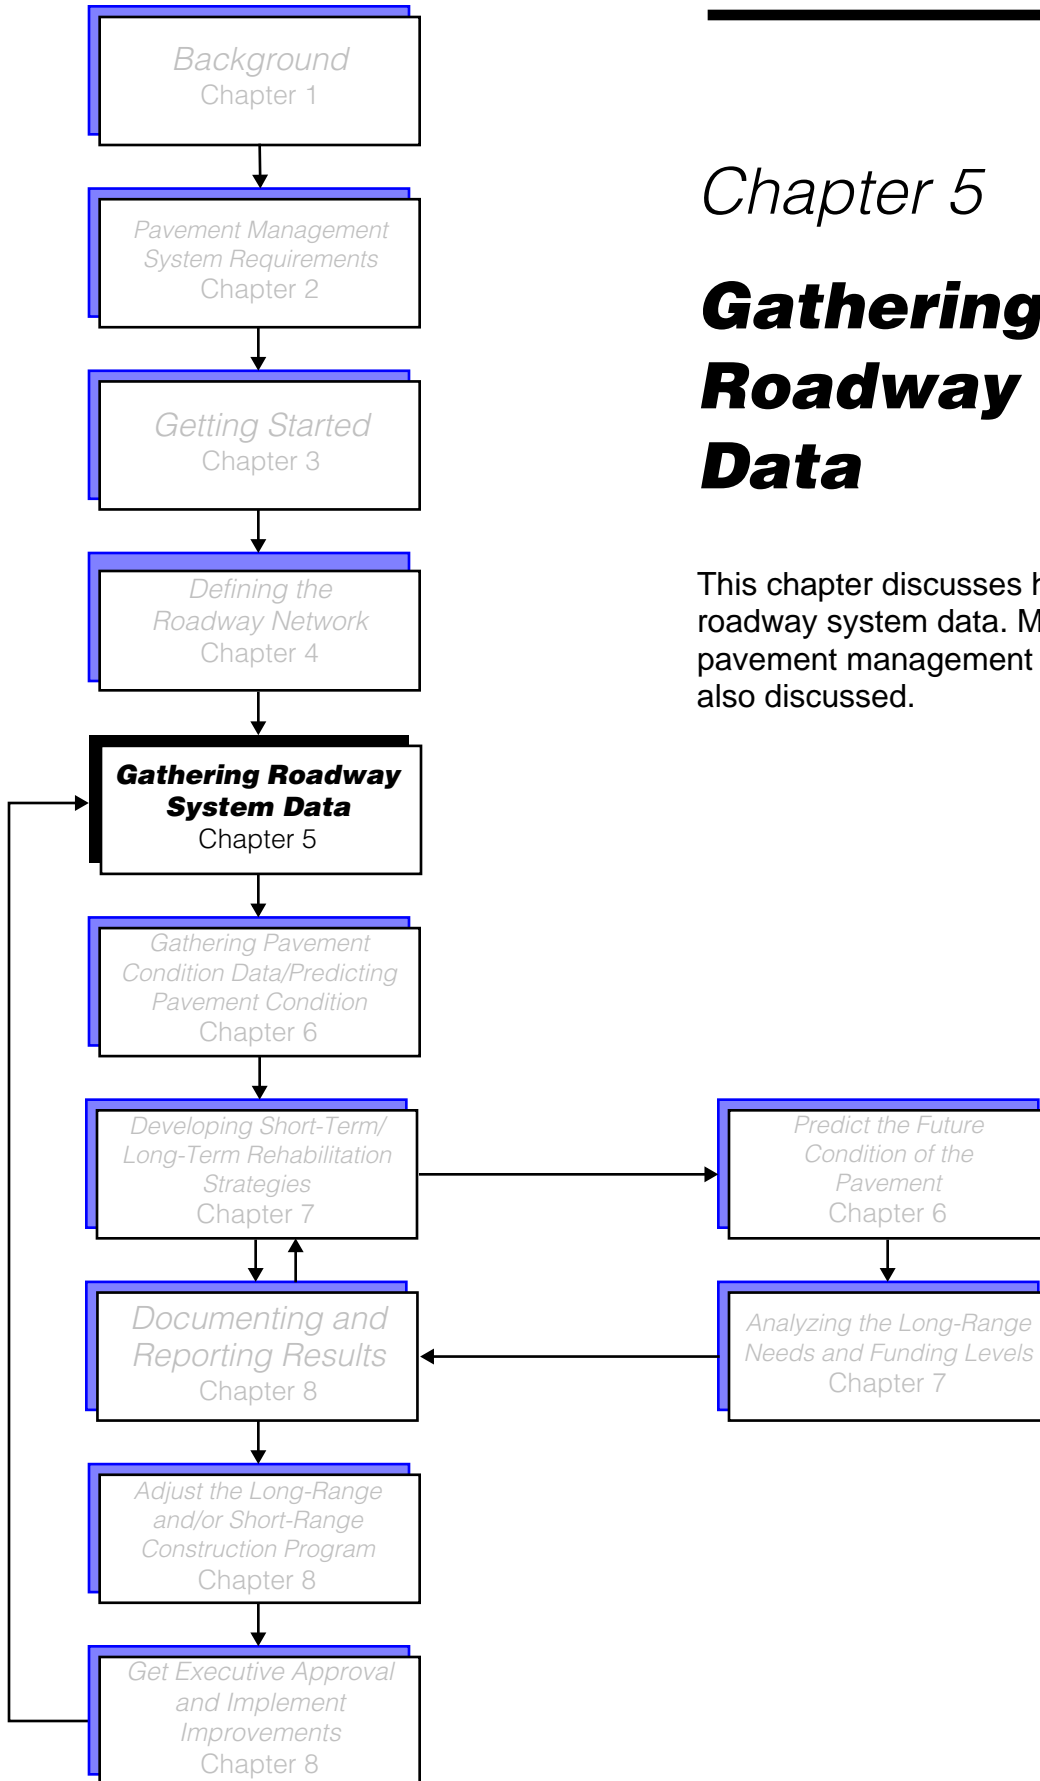 Background
Chapter 1
Pavement Management
System Requirements
Chapter 2
Getting Started
Chapter 3
Defining the
Roadway Network
Chapter 4
Gathering Roadway
System Data
Chapter 5
Gathering Pavement
Condition Data/Predicting
Pavement Condition
Chapter 6
Developing Short-Term/
Long-Term Rehabilitation
Strategies
Chapter 7
Documenting and
Reporting Results
Chapter 8
Adjust the Long-Range
and/or Short-Range
Construction Program
Chapter 8
Get Executive Approval
and Implement
Improvements
Chapter 8
Chapter 5
Gathering
Roadway
Data
This chapter discusses
roadway system data.
pavement management
also discussed.
Predict the Future
Condition of the
Pavement
Chapter 6
Analyzing the Long-Range
Needs and Funding Levels
Chapter 7